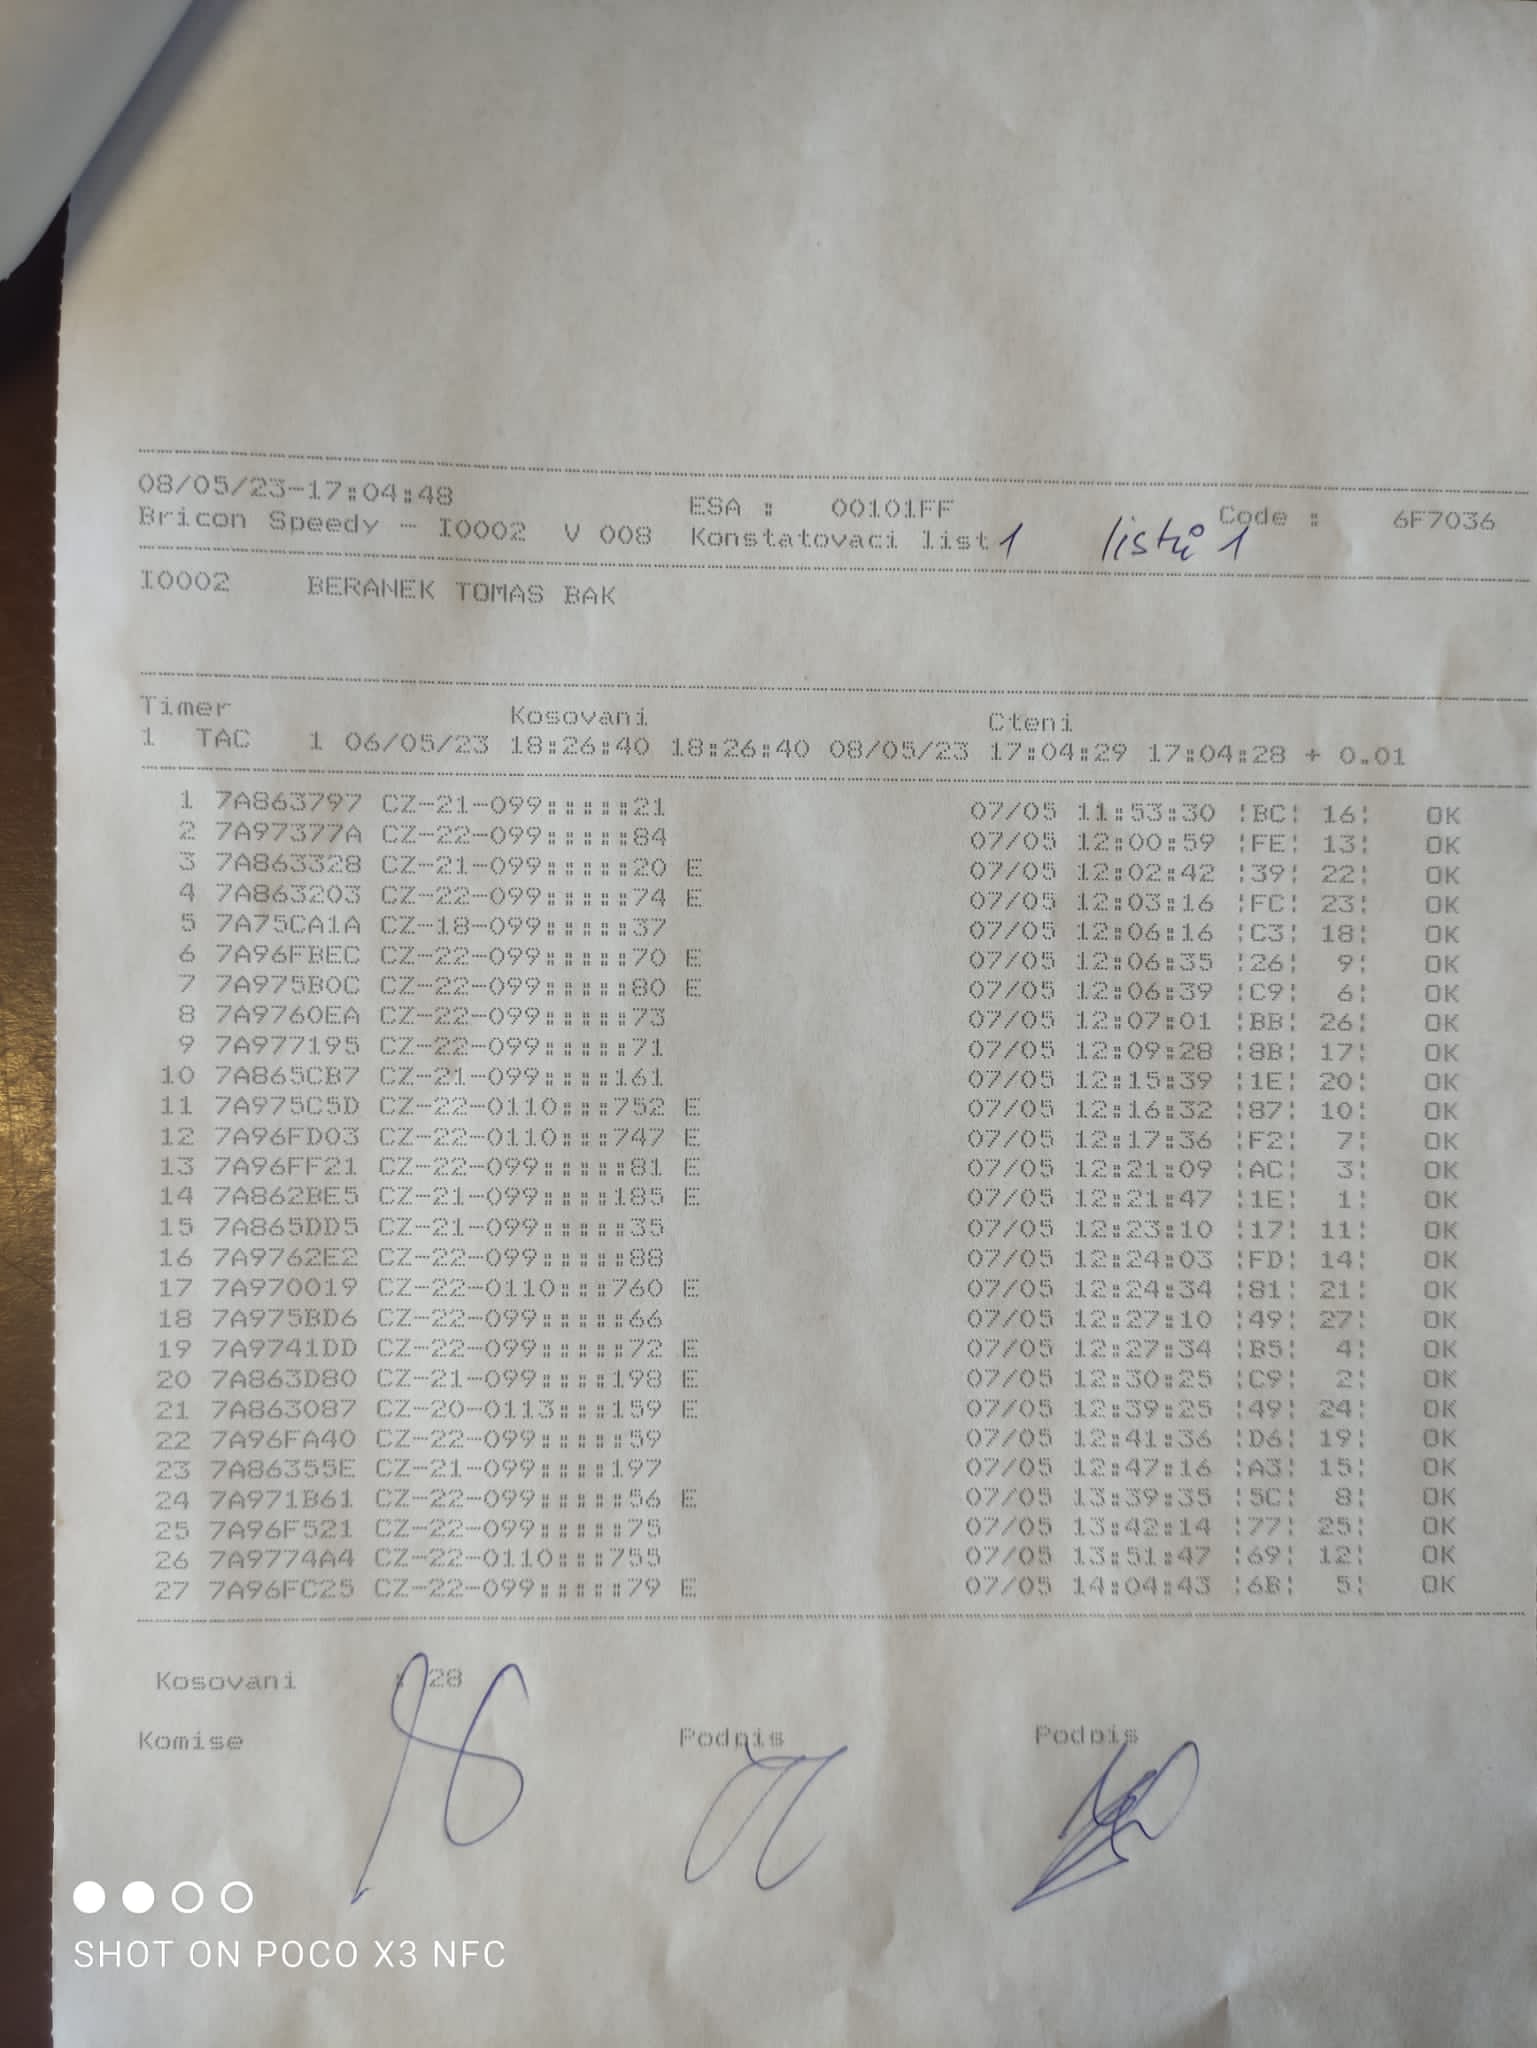 08/05/23-17:04:48 ESA : 00101FF Code : 6F7036
Bricon Speedy - I0002 V 008 Konstatovaci list 1 listů 1
I0002 BERANEK TOMAS BAK
Timer Kosovani Cteni
1 TAC 1 06/05/23 18:26:40 18:26:40 08/05/23 17:04:29 17:04:28 + 0.01
1 7A863797 CZ-21-099:::::21 07/05 11:53:30 ¦BC¦ 16¦ OK
2 7A97377A CZ-22-099:::::84 07/05 12:00:59 ¦FE¦ 13¦ OK
3 7A863328 CZ-21-099:::::20 E 07/05 12:02:42 ¦39¦ 22¦ OK
4 7A863203 CZ-22-099:::::74 E 07/05 12:03:16 ¦FC¦ 23¦ OK
5 7A75CA1A CZ-18-099:::::37 07/05 12:06:16 ¦C3¦ 18¦ OK
6 7A96FBEC CZ-22-099:::::70 E 07/05 12:06:35 ¦26¦ 9¦ OK
7 7A975B0C CZ-22-099:::::80 E 07/05 12:06:39 ¦C9¦ 6¦ OK
8 7A9760EA CZ-22-099:::::73 07/05 12:07:01 ¦BB¦ 26¦ OK
9 7A977195 CZ-22-099:::::71 07/05 12:09:28 ¦8B¦ 17¦ OK
10 7A865CB7 CZ-21-099::::161 07/05 12:15:39 ¦1E¦ 20¦ OK
11 7A975C5D CZ-22-0110:::752 E 07/05 12:16:32 ¦87¦ 10¦ OK
12 7A96FD03 CZ-22-0110:::747 E 07/05 12:17:36 ¦F2¦ 7¦ OK
13 7A96FF21 CZ-22-099:::::81 E 07/05 12:21:09 ¦AC¦ 3¦ OK
14 7A862BE5 CZ-21-099::::185 E 07/05 12:21:47 ¦1E¦ 1¦ OK
15 7A865DD5 CZ-21-099:::::35 07/05 12:23:10 ¦17¦ 11¦ OK
16 7A9762E2 CZ-22-099:::::88 07/05 12:24:03 ¦FD¦ 14¦ OK
17 7A970019 CZ-22-0110:::760 E 07/05 12:24:34 ¦81¦ 21¦ OK
18 7A975BD6 CZ-22-099:::::66 07/05 12:27:10 ¦49¦ 27¦ OK
19 7A9741DD CZ-22-099:::::72 E 07/05 12:27:34 ¦B5¦ 4¦ OK
20 7A863D80 CZ-21-099::::198 E 07/05 12:30:25 ¦C9¦ 2¦ OK
21 7A863087 CZ-20-0113:::159 E 07/05 12:39:25 ¦49¦ 24¦ OK
22 7A96FA40 CZ-22-099:::::59 07/05 12:41:36 ¦D6¦ 19¦ OK
23 7A86355E CZ-21-099::::197 07/05 12:47:16 ¦A3¦ 15¦ OK
24 7A971B61 CZ-22-099:::::56 E 07/05 13:39:35 ¦5C¦ 8¦ OK
25 7A96F521 CZ-22-099:::::75 07/05 13:42:14 ¦77¦ 25¦ OK
26 7A9774A4 CZ-22-0110:::755 07/05 13:51:47 ¦69¦ 12¦ OK
27 7A96FC25 CZ-22-099:::::79 E 07/05 14:04:43 ¦6B¦ 5¦ OK
Kosovani : 28
Komise Podpis Podpis
SHOT ON POCO X3 NFC